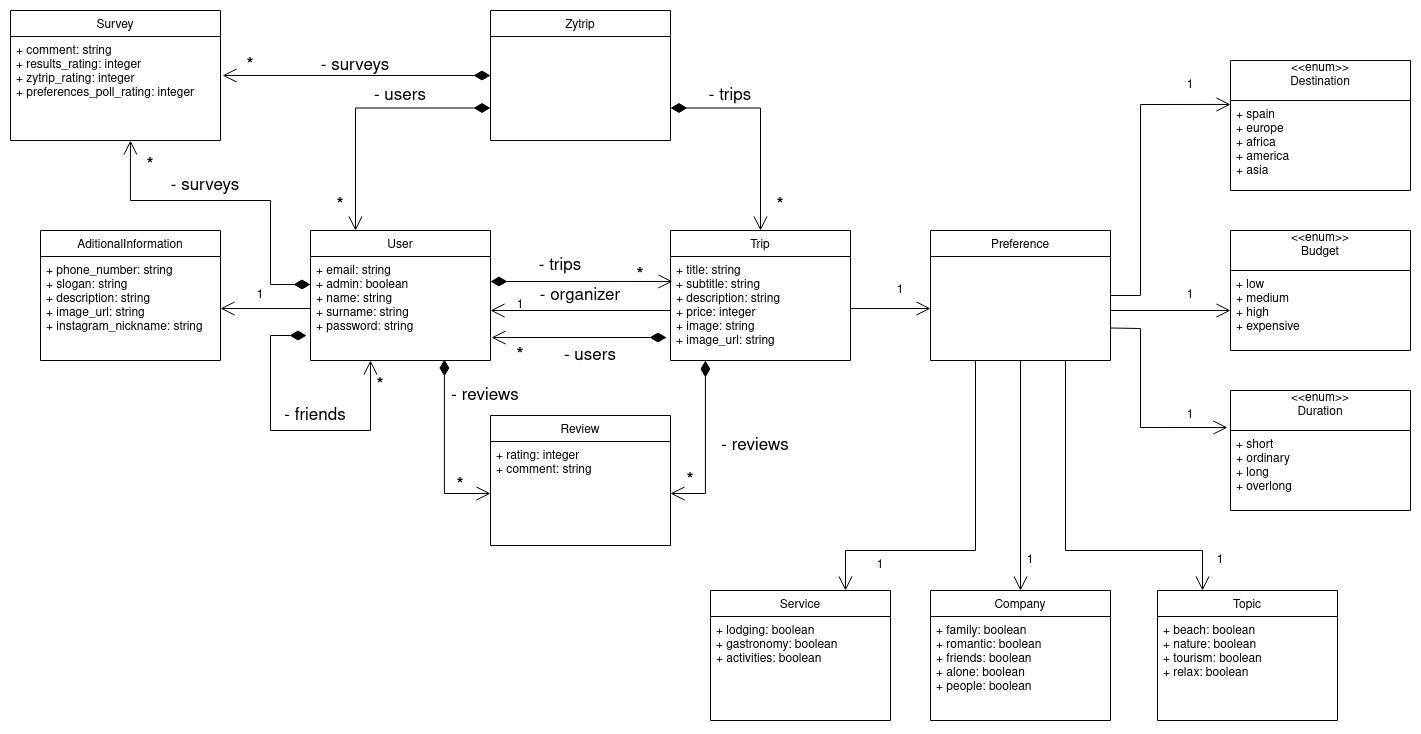 Survey
+ comment: string
+ results_rating: integer
+ zytrip_rating: integer
+ preferences_poll_rating: integer
Zytrip
* - surveys
- users
*
- trips
*
* - surveys
<<enum>>
Destination
+ spain
+ europe
+ africa
+ america
+ asia
1
AditionalInformation
+ phone_number: string
+ slogan: string
+ description: string
+ image_url: string
+ instagram_nickname: string
1
User
+ email: string
+ admin: boolean
+ name: string
+ surname: string
+ password: string
- trips *
1 - organizer
* - users
Trip
+ title: string
+ subtitle: string
+ description: string
+ price: integer
+ image: string
+ image_url: string
1
Preference
1
<<enum>>
Budget
+ low
+ medium
+ high
+ expensive
*
- friends
- reviews
*
Review
+ rating: integer
+ comment: string
- reviews
*
1
<<enum>>
Duration
+ short
+ ordinary
+ long
+ overlong
1
1
1
Service
+ lodging: boolean
+ gastronomy: boolean
+ activities: boolean
Company
+ family: boolean
+ romantic: boolean
+ friends: boolean
+ alone: boolean
+ people: boolean
Topic
+ beach: boolean
+ nature: boolean
+ tourism: boolean
+ relax: boolean